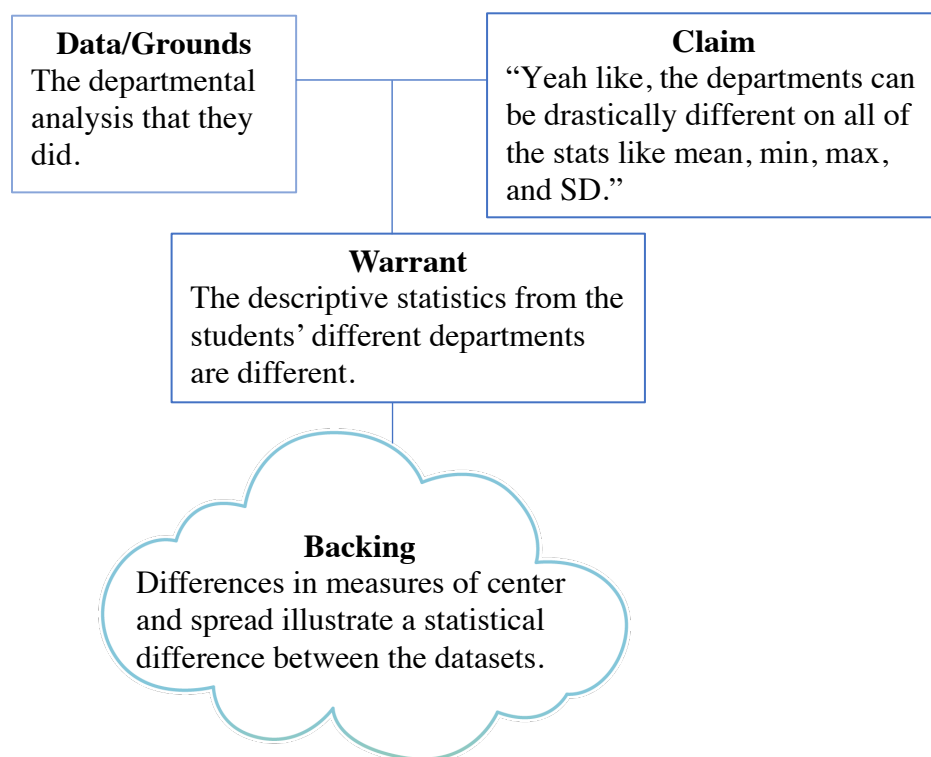 Data/Grounds
The departmental
analysis that they
did.
Claim
“Yeah like, the departments can
be drastically different on all of
the stats like mean, min, max,
and SD.”
Warrant
The descriptive statistics from the
students’ different departments
are different.
Backing
Differences in measures of center
and spread illustrate a statistical
difference between the datasets.